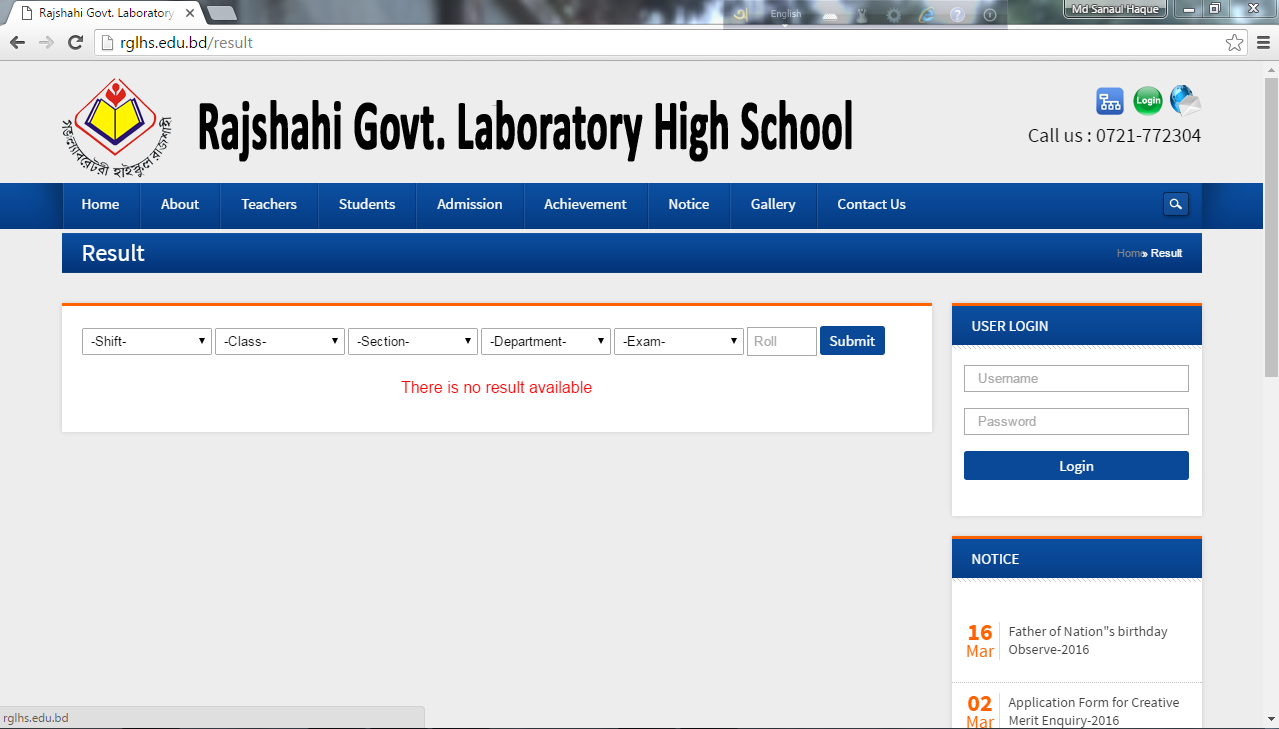 Rajshahi Govt. Laboratory
English
Md Sanaul Haque
rglhs.edu.bd/result
গভঃ ল্যাবরেটরী হাইস্কুল রাজশাহী
Rajshahi Govt. Laboratory High School
Login
Call us : 0721-772304
Home About Teachers Students Admission Achievement Notice Gallery Contact Us
Result
Home » Result
-Shift- -Class- -Section- -Department- -Exam- Roll Submit
There is no result available
USER LOGIN
Username
Password
Login
NOTICE
16 Father of Nation"s birthday
Mar Observe-2016
02 Application Form for Creative
Mar Merit Enquiry-2016
rglhs.edu.bd